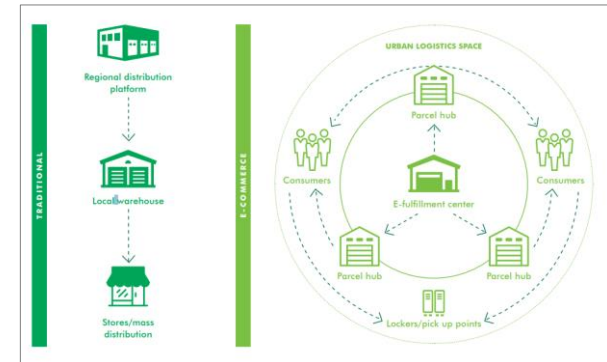 TRADITIONAL
Regional distribution
platform
Local warehouse
Stores/mass
distribution
E-COMMERCE
URBAN LOGISTICS SPACE
Parcel hub
Consumers
Consumers
E-fulfillment center
Parcel hub
Parcel hub
Lockers/pick up points